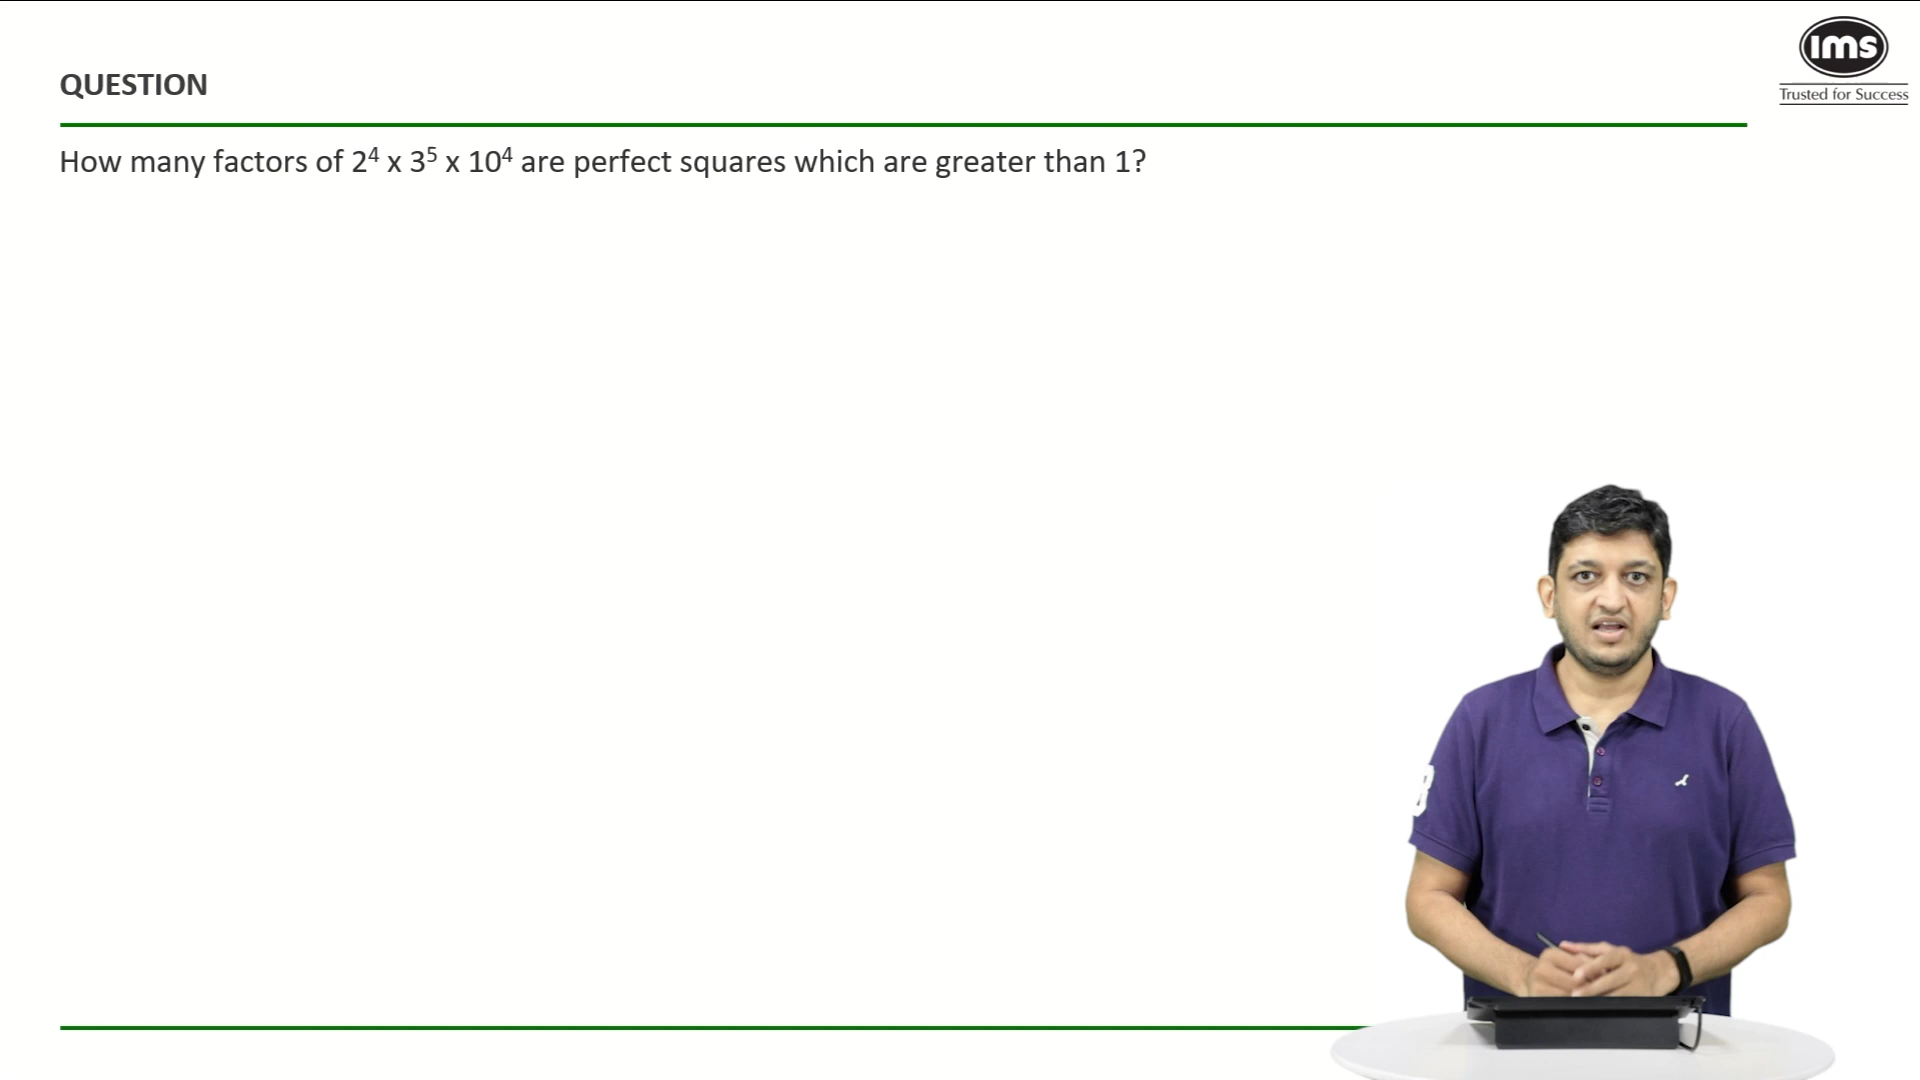 ims
Trusted for Success
QUESTION
How many factors of 2⁴ x 3⁵ x 10⁴ are perfect squares which are greater than 1?